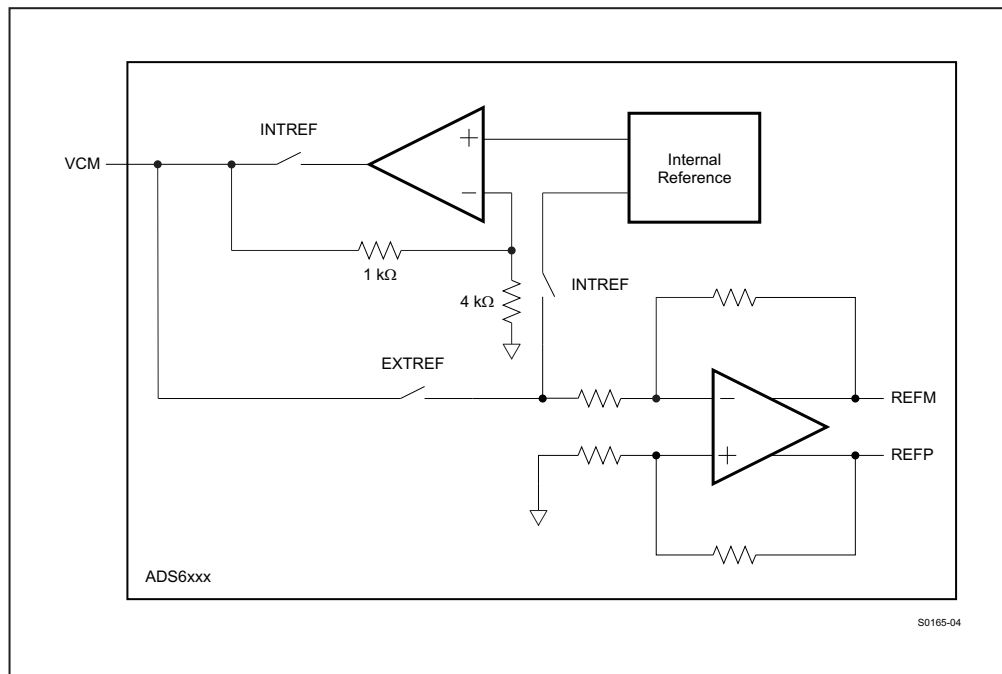 INTREF
VCM
+
−
Internal
Reference
1 kΩ
4 kΩ
INTREF
EXTREF
−
+
REFM
REFP
ADS6xxx
S0165-04